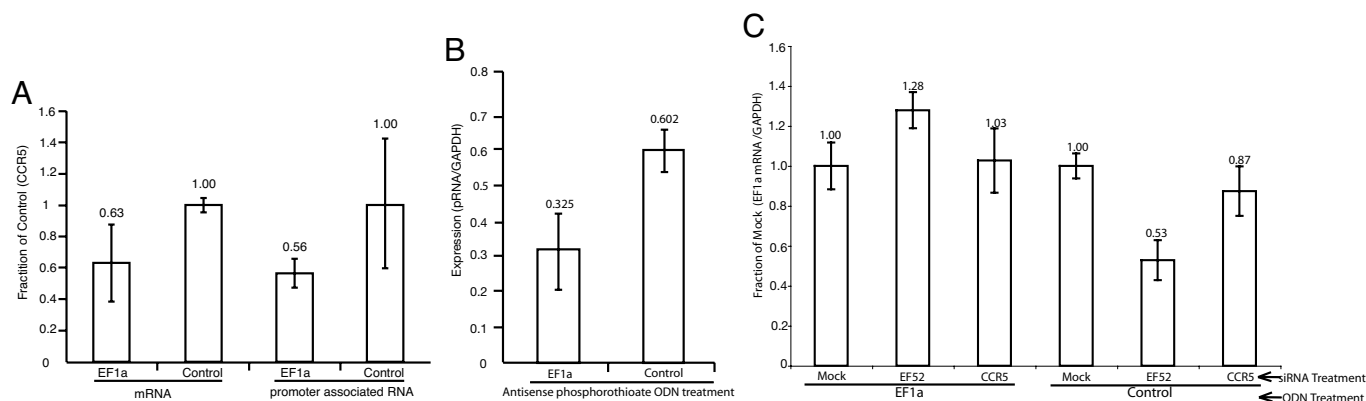 A
Fractition of Control (CCR5)
1.6
1.4
1.2
1
0.8
0.6
0.4
0.2
0
0.63
1.00
0.56
1.00
EF1a
Control
EF1a
Control
mRNA
promoter associated RNA
B
Expression (pRNA/GAPDH)
0.8
0.7
0.6
0.5
0.4
0.3
0.2
0.1
0
0.325
0.602
EF1a
Control
Antisense phosphorothioate ODN treatment
C
Fraction of Mock (EF1a mRNA/GAPDH)
1.6
1.4
1.2
1.0
0.8
0.6
0.4
0.2
0
1.00
1.28
1.03
1.00
0.53
0.87
Mock
EF52
CCR5
Mock
EF52
CCR5
siRNA Treatment
EF1a
Control
ODN Treatment